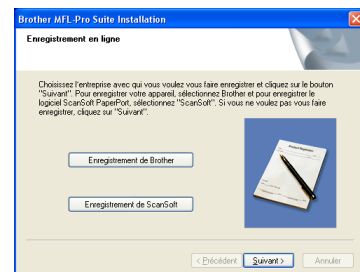 Brother MFL-Pro Suite Installation
Enregistrement en ligne
Choisissez l'entreprise avec qui vous voulez vous faire enregistrer et cliquez sur le bouton
"Suivant". Pour enregistrer votre appareil, sélectionnez Brother et pour enregistrer le
logiciel ScanSoft PaperPort, sélectionnez "ScanSoft". Si vous ne voulez pas vous faire
enregistrer, cliquez sur "Suivant".
Enregistrement de Brother
Enregistrement de ScanSoft
< Précédent
Suivant >
Annuler